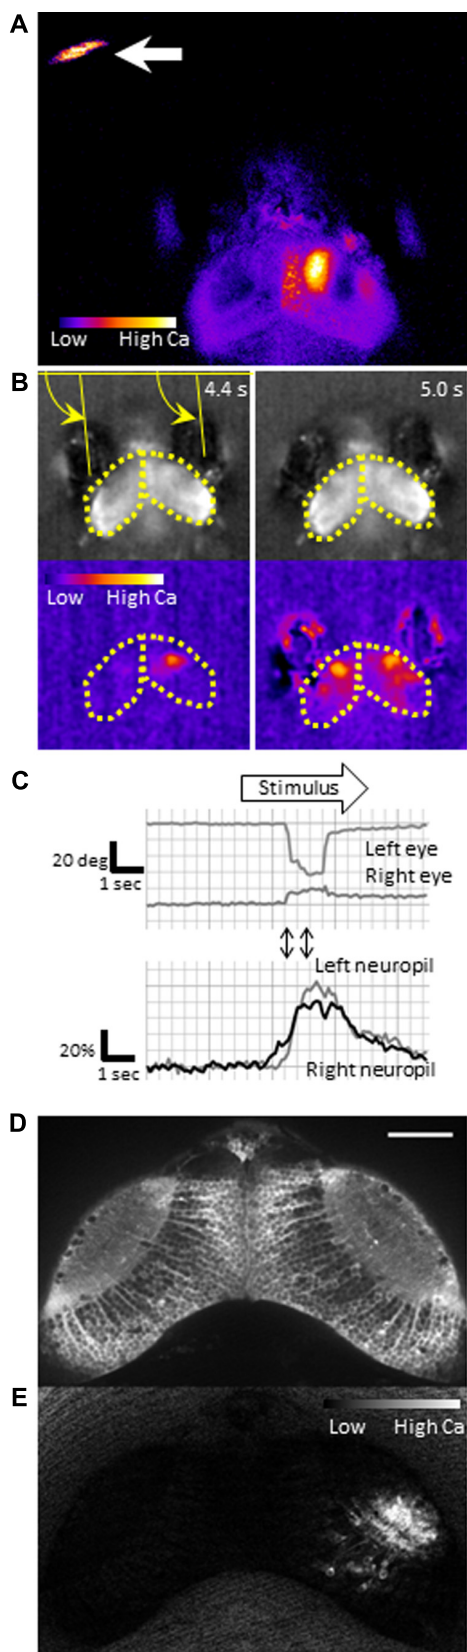 A
Low High Ca
B
4.4 s 5.0 s
Low High Ca
C
Stimulus
Left eye
20 deg
Right eye
1 sec
Left neuropil
20%
1 sec
Right neuropil
D
E
Low High Ca